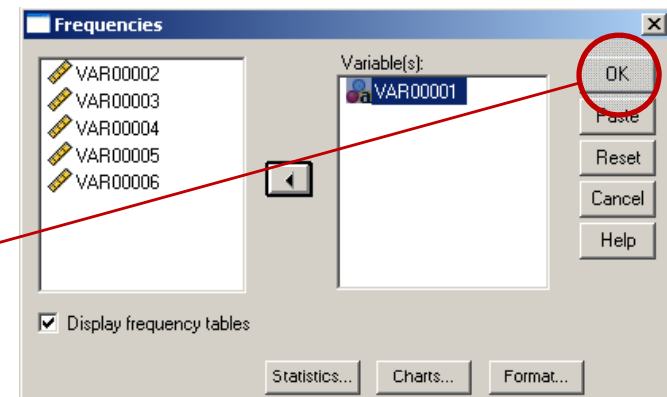 Frequencies
VAR00002
VAR00003
VAR00004
VAR00005
VAR00006
Variable(s):
a VAR00001
OK
Paste
Reset
Cancel
Help
Display frequency tables
Statistics...
Charts...
Format...